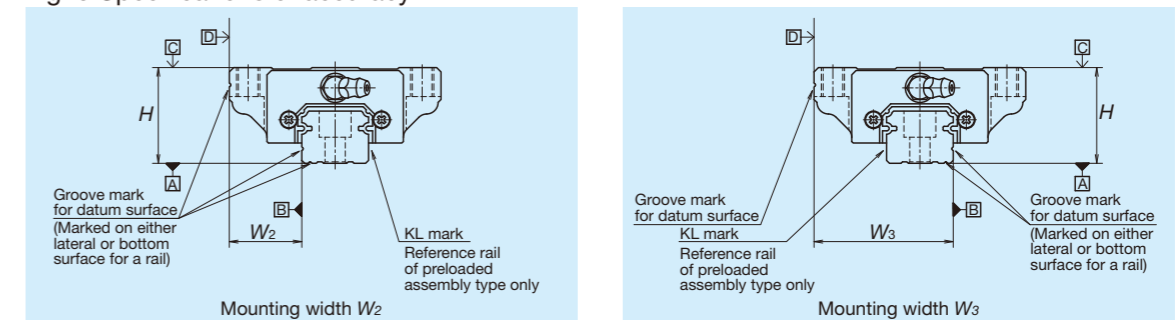 D
C
H
A
Groove mark
for datum surface
(Marked on either
lateral or bottom
surface for a rail)
B
W2
KL mark
Reference rail
of preloaded
assembly type only
Mounting width W2
D
C
H
A
Groove mark
for datum surface
KL mark
Reference rail
of preloaded
assembly type only
B
W3
Groove mark
for datum surface
(Marked on either
lateral or bottom
surface for a rail)
Mounting width W3